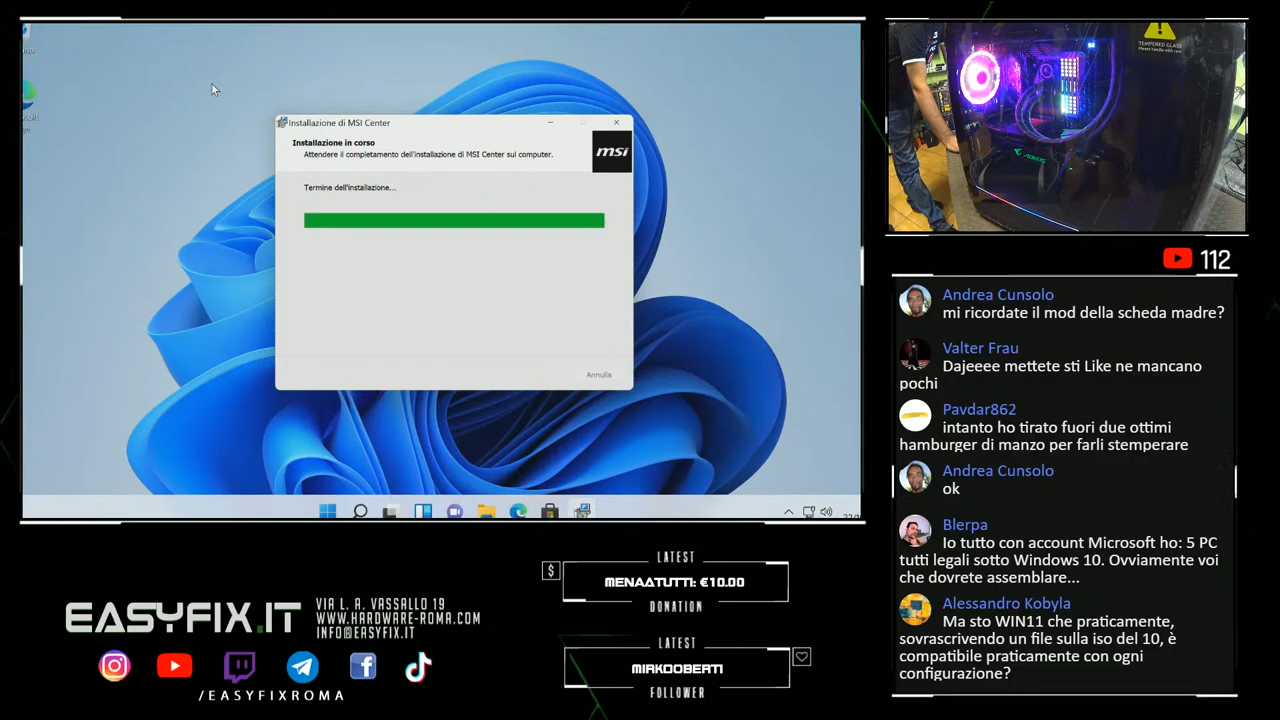 Installazione di MSI Center
Installazione in corso
Attendere il completamento dell'installazione di MSI Center sul computer.
msi
Termine dell'installazione...
Annulla
TEMPERED GLASS
Please handle with care
AORUS
112
Andrea Cunsolo
mi ricordate il mod della scheda madre?
Valter Frau
Dajeeee mettete sti Like ne mancano
pochi
Pavdar862
intanto ho tirato fuori due ottimi
hamburger di manzo per farli stemperare
Andrea Cunsolo
ok
Blerpa
Io tutto con account Microsoft ho: 5 PC
tutti legali sotto Windows 10. Ovviamente voi
che dovrete assemblare...
Alessandro Kobyla
Ma sto WIN11 che praticamente,
sovrascrivendo un file sulla iso del 10, è
compatibile praticamente con ogni
configurazione?
EASYFIX.IT
VIA L. A. VASSALLO 19
WWW.HARDWARE-ROMA.COM
INFO@EASYFIX.IT
/EASYFIXROMA
LATEST
$
MENAATUTTI: €10.00
DONATION
LATEST
MIRKOOBERTI
FOLLOWER